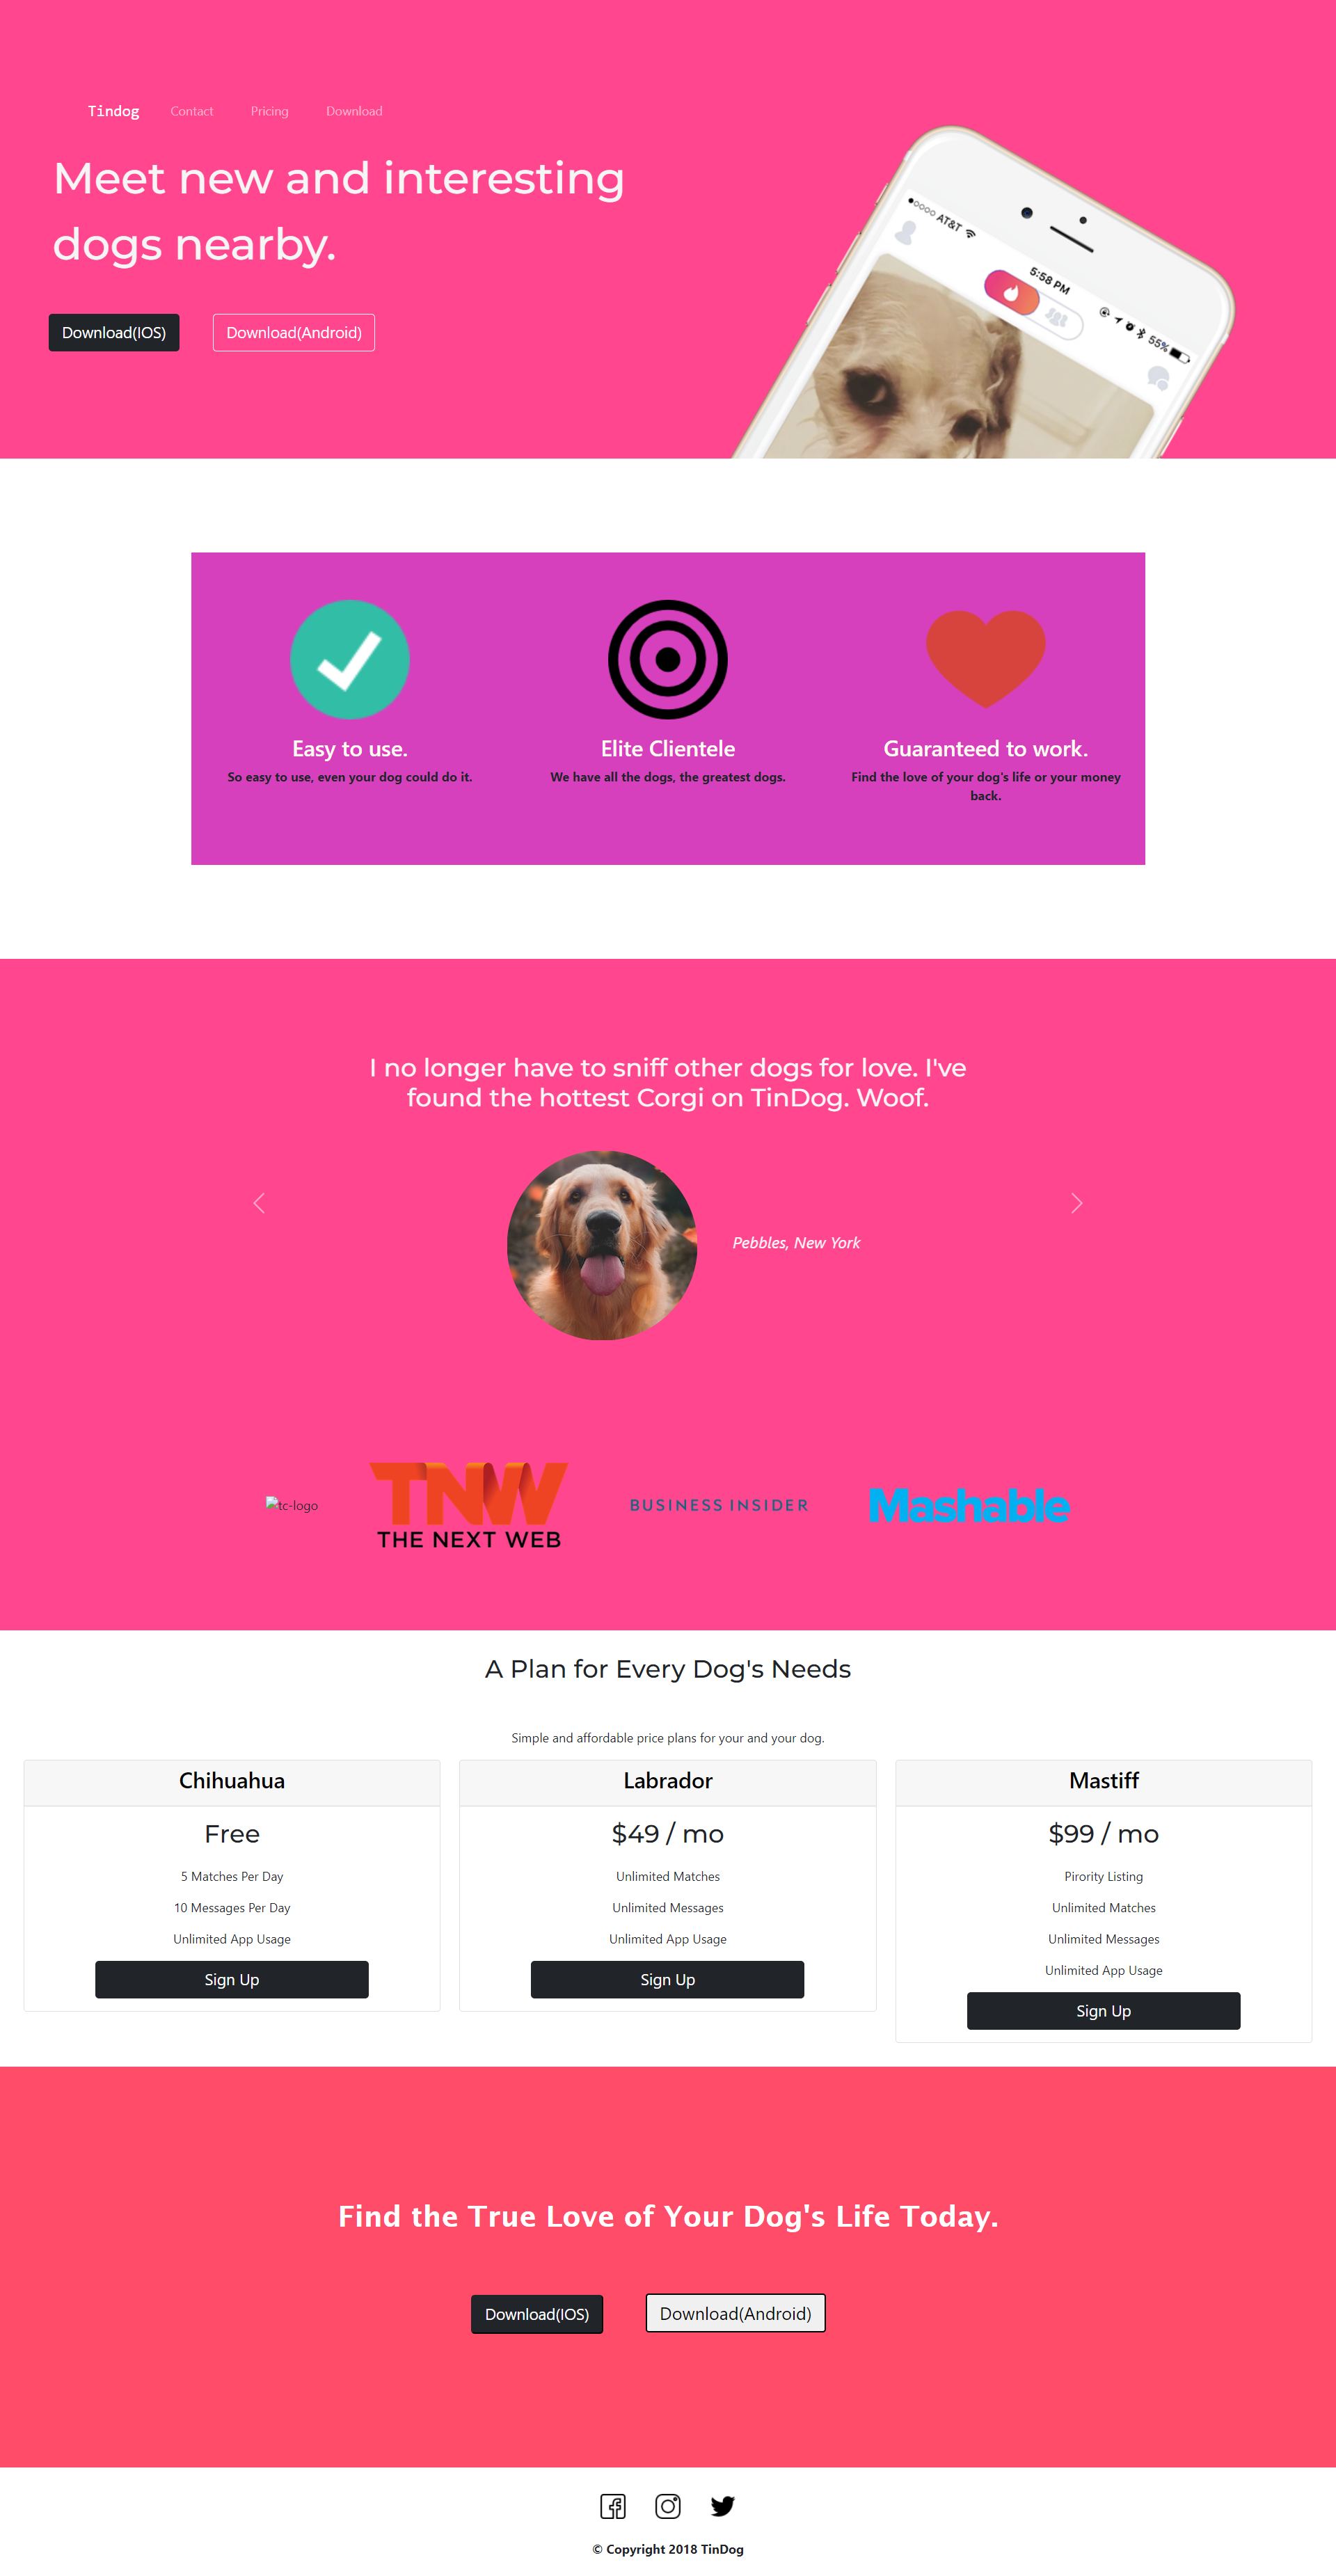 Tindog
Contact
Pricing
Download
Meet new and interesting
dogs nearby.
Download(IOS)
Download(Android)
AT&T
5:58 PM
55%
Easy to use.
So easy to use, even your dog could do it.
Elite Clientele
We have all the dogs, the greatest dogs.
Guaranteed to work.
Find the love of your dog's life or your money
back.
I no longer have to sniff other dogs for love. I've
found the hottest Corgi on TinDog. Woof.
Pebbles, New York
tc-logo
TNW
THE NEXT WEB
BUSINESS INSIDER
Mashable
A Plan for Every Dog's Needs
Simple and affordable price plans for your and your dog.
Chihuahua
Free
5 Matches Per Day
10 Messages Per Day
Unlimited App Usage
Sign Up
Labrador
$49 / mo
Unlimited Matches
Unlimited Messages
Unlimited App Usage
Sign Up
Mastiff
$99 / mo
Pirority Listing
Unlimited Matches
Unlimited Messages
Unlimited App Usage
Sign Up
Find the True Love of Your Dog's Life Today.
Download(IOS)
Download(Android)
© Copyright 2018 TinDog